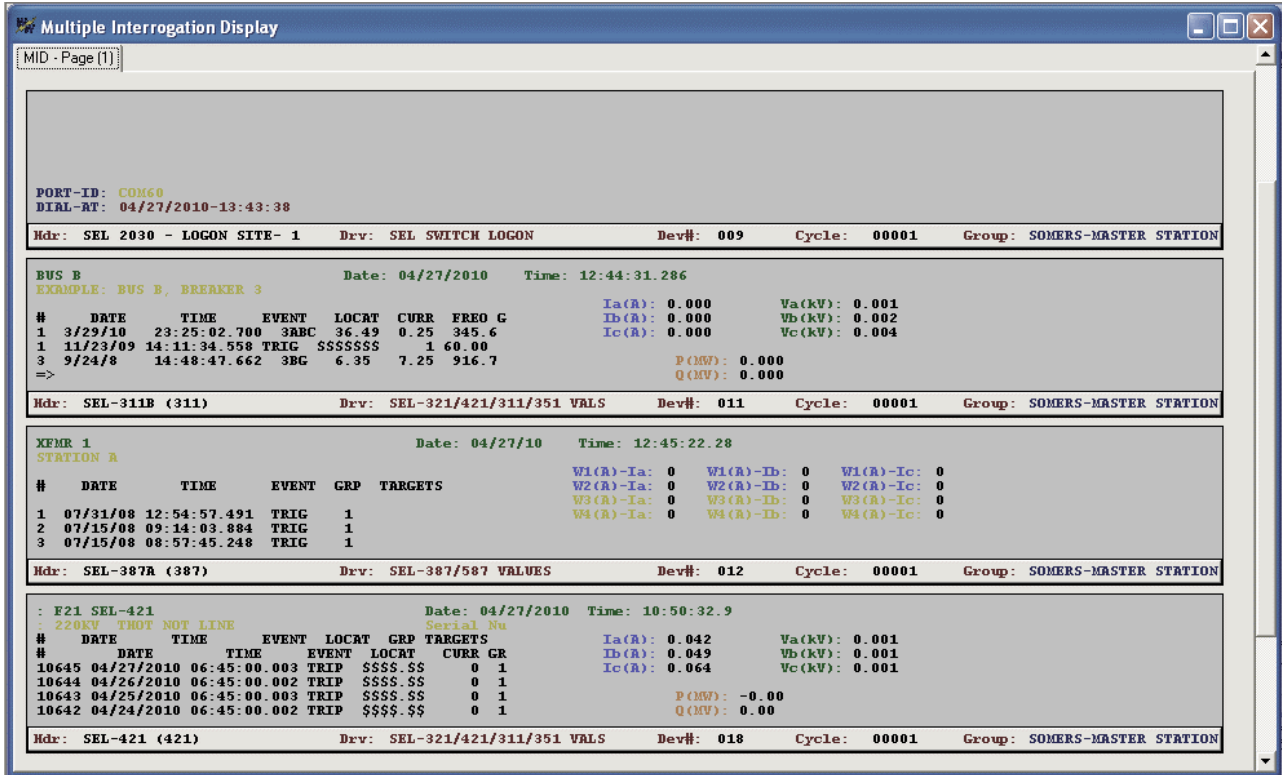 Multiple Interrogation Display
MID - Page (1)
PORT-ID: COM60
DIAL-AT: 04/27/2010-13:43:38
Hdr: SEL 2030 - LOGON SITE- 1 Drv: SEL SWITCH LOGON Dev#: 009 Cycle: 00001 Group: SOMERS-MASTER STATION
BUS B Date: 04/27/2010 Time: 12:44:31.286
EXAMPLE: BUS B, BREAKER 3
Ia(A): 0.000 Va(kV): 0.001
# DATE TIME EVENT LOCAT CURR FREQ G Ib(A): 0.000 Vb(kV): 0.002
1 3/29/10 23:25:02.700 3ABC 36.49 0.25 345.6 Ic(A): 0.000 Vc(kV): 0.004
1 11/23/09 14:11:34.558 TRIG $$$$$$$ 1 60.00
3 9/24/8 14:48:47.662 3BG 6.35 7.25 916.7 P(MW): 0.000
=> Q(MV): 0.000
Hdr: SEL-311B (311) Drv: SEL-321/421/311/351 VALS Dev#: 011 Cycle: 00001 Group: SOMERS-MASTER STATION
XFMR 1 Date: 04/27/10 Time: 12:45:22.28
STATION A
W1(A)-Ia: 0 W1(A)-Ib: 0 W1(A)-Ic: 0
# DATE TIME EVENT GRP TARGETS W2(A)-Ia: 0 W2(A)-Ib: 0 W2(A)-Ic: 0
W3(A)-Ia: 0 W3(A)-Ib: 0 W3(A)-Ic: 0
1 07/31/08 12:54:57.491 TRIG 1 W4(A)-Ia: 0 W4(A)-Ib: 0 W4(A)-Ic: 0
2 07/15/08 09:14:03.884 TRIG 1
3 07/15/08 08:57:45.248 TRIG 1
Hdr: SEL-387A (387) Drv: SEL-387/587 VALUES Dev#: 012 Cycle: 00001 Group: SOMERS-MASTER STATION
: F21 SEL-421 Date: 04/27/2010 Time: 10:50:32.9
: 220KV THOT NOT LINE Serial Nu
# DATE TIME EVENT LOCAT GRP TARGETS Ia(A): 0.042 Va(kV): 0.001
# DATE TIME EVENT LOCAT CURR GR Ib(A): 0.049 Vb(kV): 0.001
10645 04/27/2010 06:45:00.003 TRIP $$$$.$$ 0 1 Ic(A): 0.064 Vc(kV): 0.001
10644 04/26/2010 06:45:00.002 TRIP $$$$.$$ 0 1
10643 04/25/2010 06:45:00.003 TRIP $$$$.$$ 0 1 P(MW): -0.00
10642 04/24/2010 06:45:00.002 TRIP $$$$.$$ 0 1 Q(MV): 0.00
Hdr: SEL-421 (421) Drv: SEL-321/421/311/351 VALS Dev#: 018 Cycle: 00001 Group: SOMERS-MASTER STATION